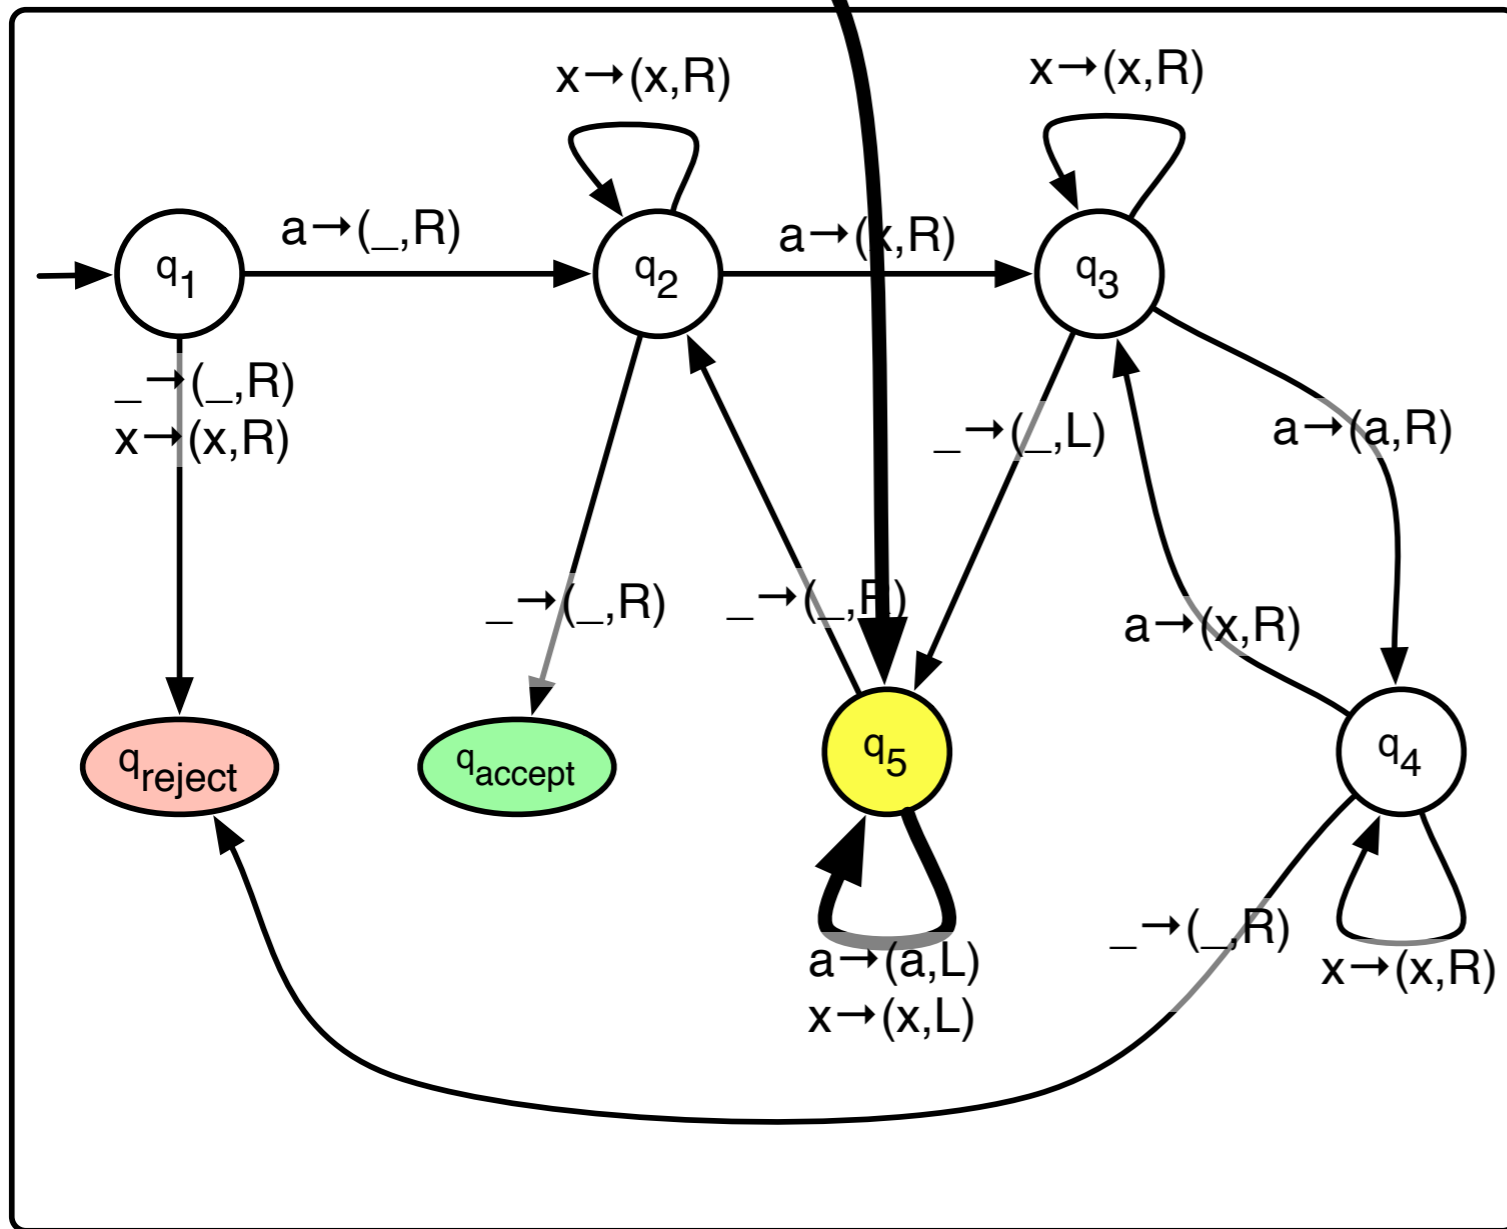 x→(x,R)
x→(x,R)
a→(_,R)
a→(x,R)
q1
q2
q3
_→(_,R)
x→(x,R)
_→(_,L)
a→(a,R)
_→(_,R)
_→(_,R)
a→(x,R)
qreject
qaccept
q5
q4
_→(_,R)
a→(a,L)
x→(x,L)
x→(x,R)